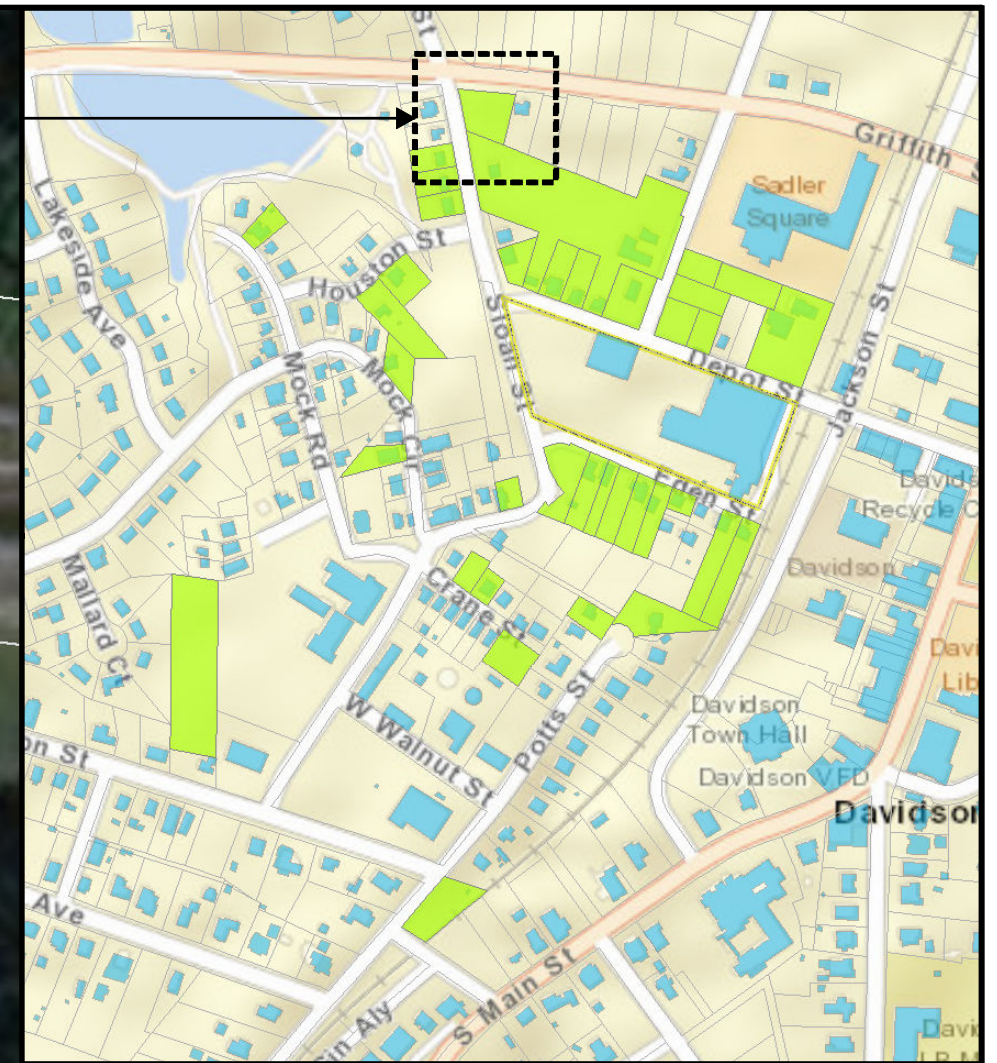 St
Griffith
Sadler
Square
Lakeside Ave
Houston St
Sloan St
Jackson St
Depot St
Mock Rd
Mock Cir
Eden St
Davids
Recycle C
Davidson
Mallard Ct
Crane St
Davi
Lib
W Walnut St
Potts St
Davidson
Town Hall
Davidson VFD
Davidson
on St
Ave
S Main St
in Aly
Davi